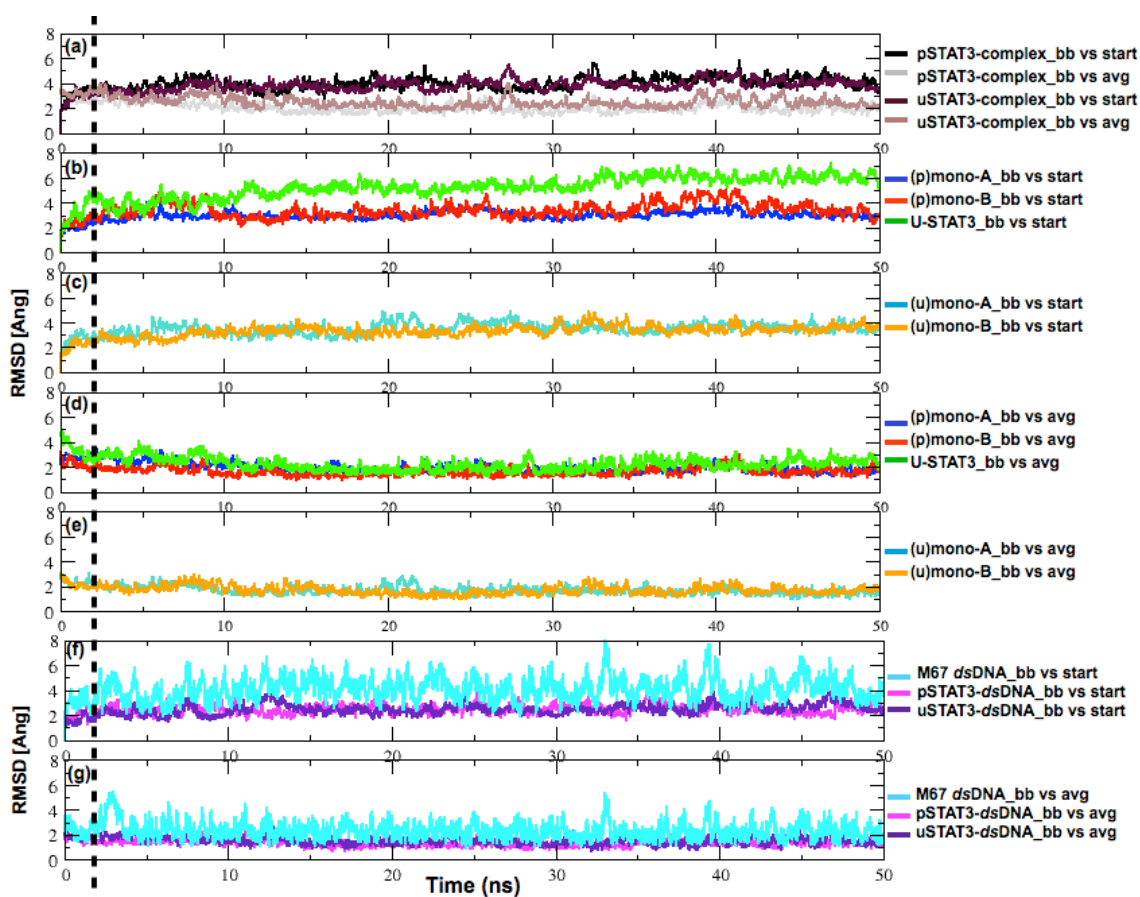 (a)
8
6
4
2
0
0 10 20 30 40 50
pSTAT3-complex_bb vs start
pSTAT3-complex_bb vs avg
uSTAT3-complex_bb vs start
uSTAT3-complex_bb vs avg
(b)
8
6
4
2
0
0 10 20 30 40 50
(p)mono-A_bb vs start
(p)mono-B_bb vs start
U-STAT3_bb vs start
(c)
8
6
4
2
0
0 10 20 30 40 50
(u)mono-A_bb vs start
(u)mono-B_bb vs start
RMSD [Ang]
(d)
8
6
4
2
0
0 10 20 30 40 50
(p)mono-A_bb vs avg
(p)mono-B_bb vs avg
U-STAT3_bb vs avg
(e)
8
6
4
2
0
0 10 20 30 40 50
(u)mono-A_bb vs avg
(u)mono-B_bb vs avg
(f)
8
6
4
2
0
0 10 20 30 40 50
M67 dsDNA_bb vs start
pSTAT3-dsDNA_bb vs start
uSTAT3-dsDNA_bb vs start
RMSD [Ang]
(g)
8
6
4
2
0
0 10 20 30 40 50
M67 dsDNA_bb vs avg
pSTAT3-dsDNA_bb vs avg
uSTAT3-dsDNA_bb vs avg
Time (ns)